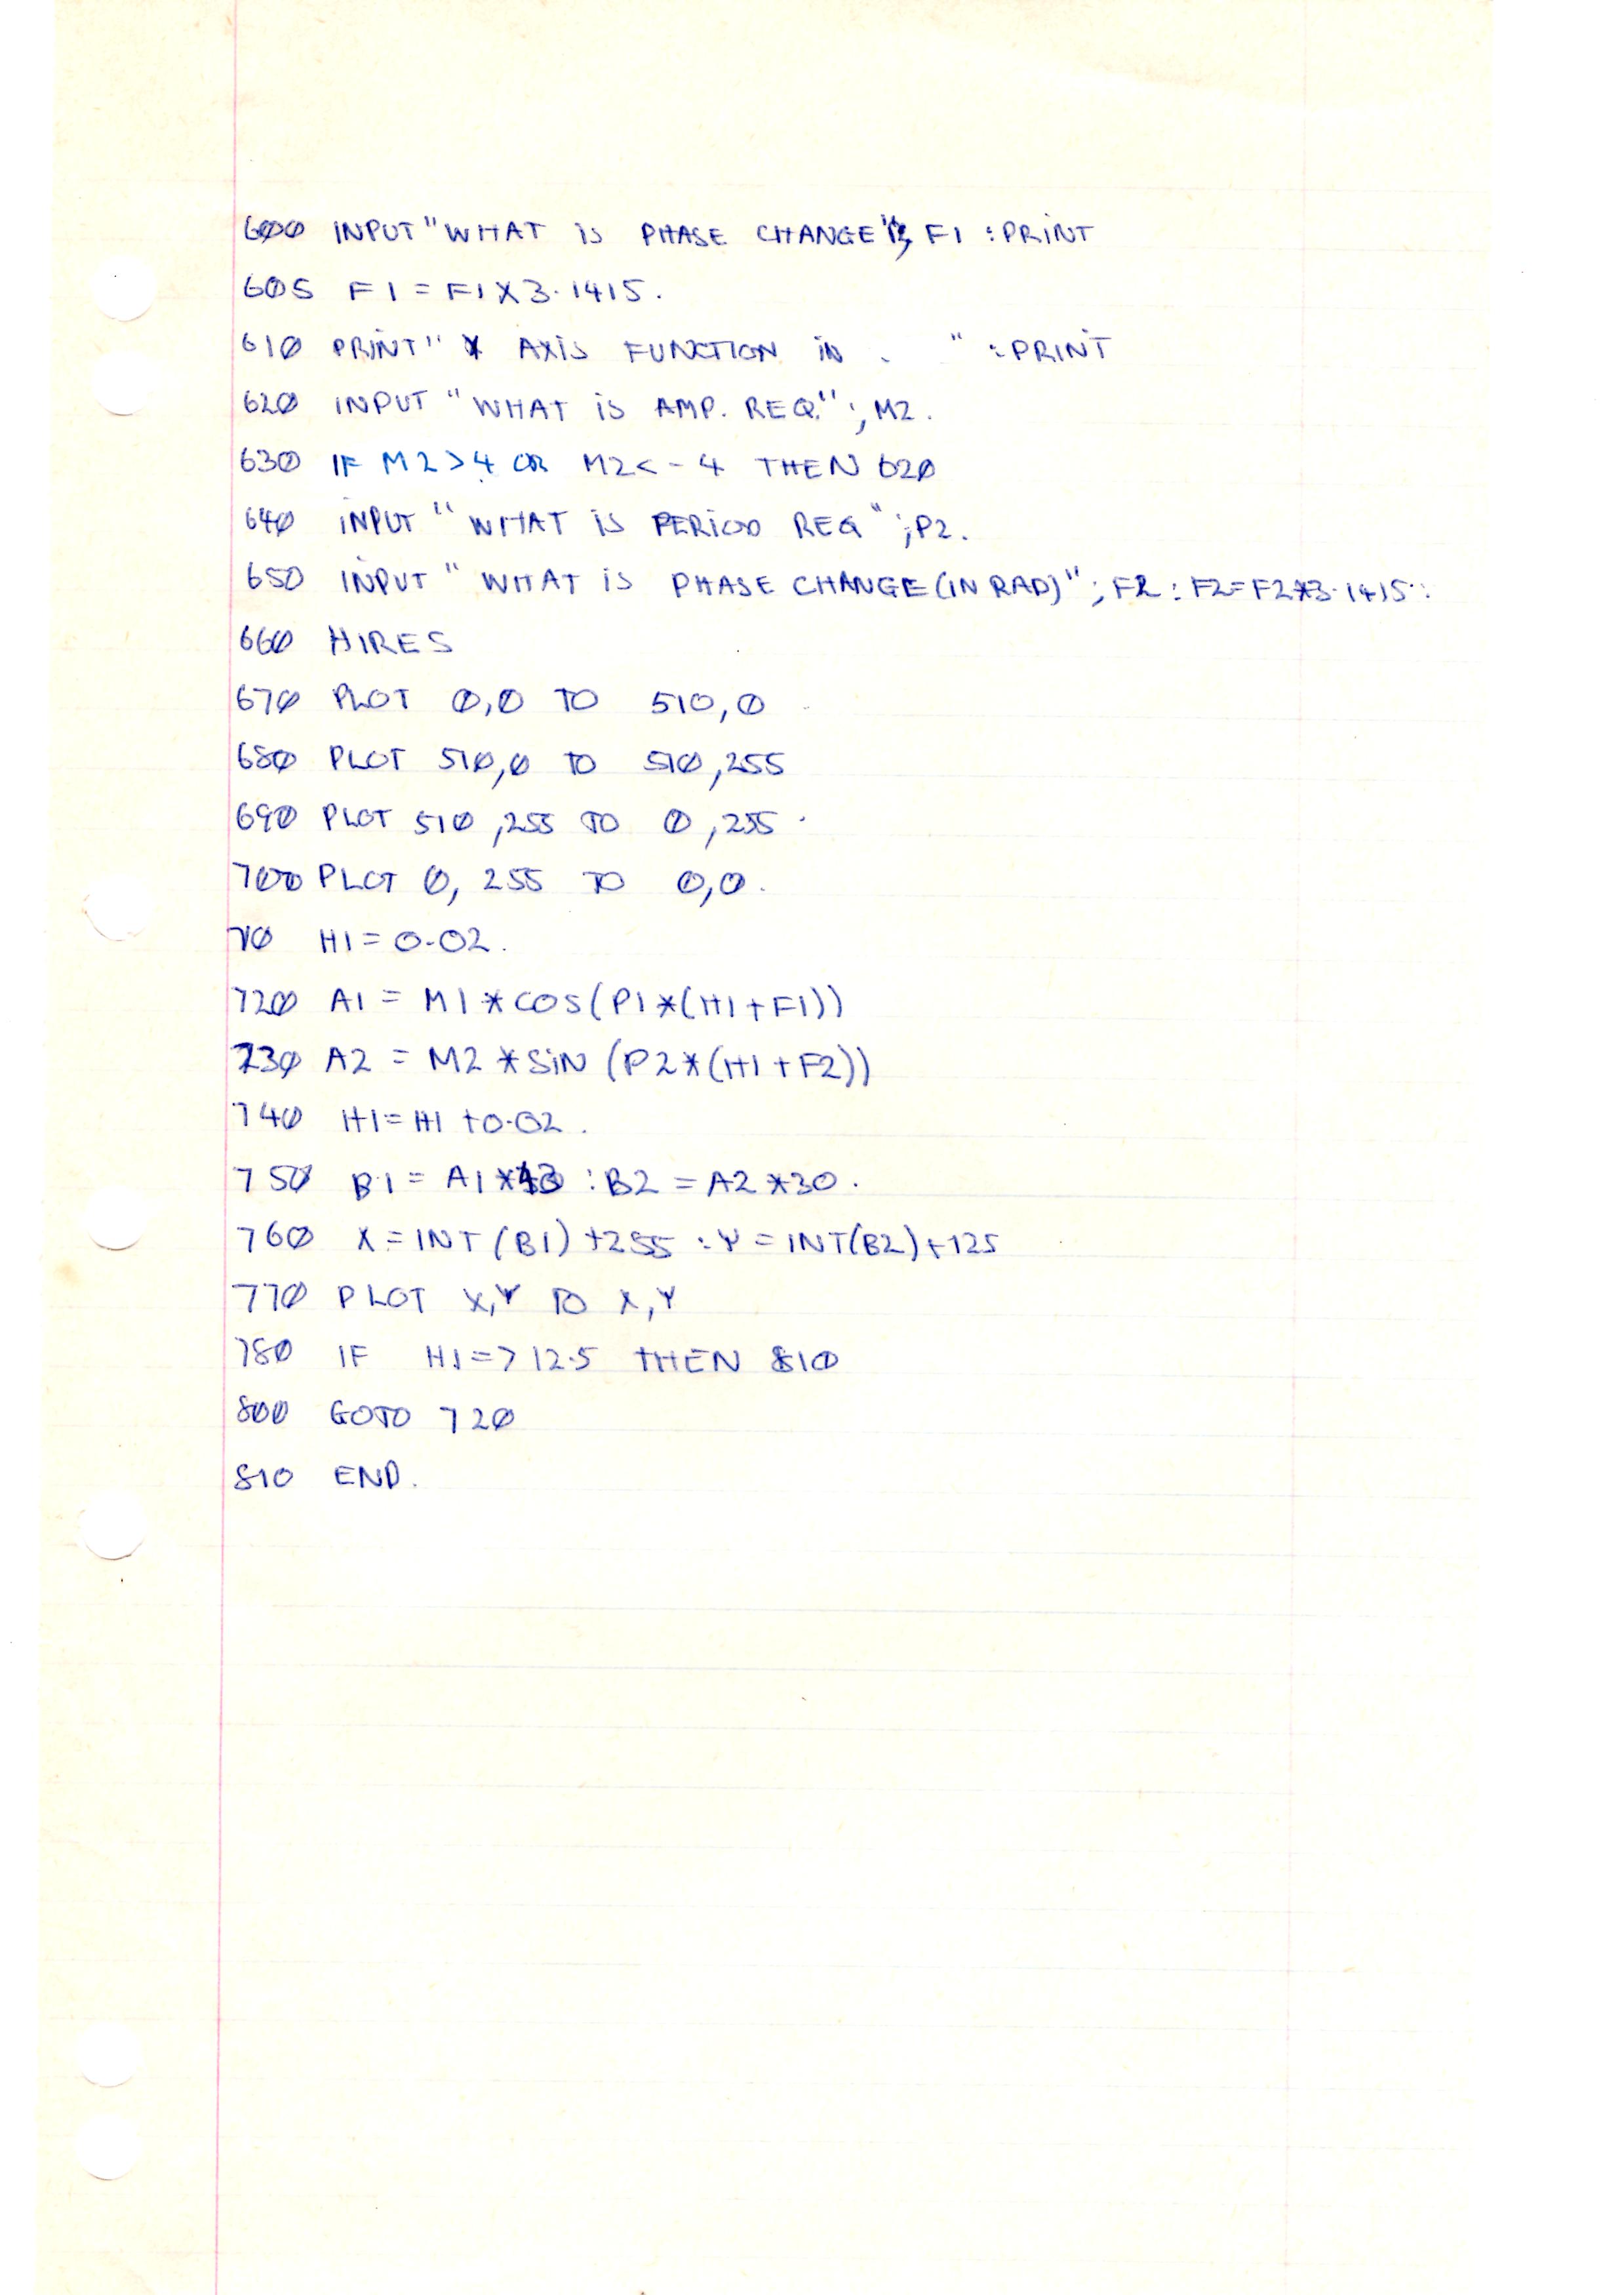 600 INPUT "WHAT IS PHASE CHANGE"; F1 : PRINT
605 F1 = F1 X 3.1415.
610 PRINT " AXIS FUNCTION IN . " : PRINT
620 INPUT "WHAT IS AMP. REQ."; M2.
630 IF M2 > 4 OR M2 < - 4 THEN 620
640 INPUT "WHAT IS PERIOD REQ"; P2.
650 INPUT "WHAT IS PHASE CHANGE (IN RAD)"; F2 : F2 = F2*3.1415:
660 HIRES
670 PLOT 0,0 TO 510,0
680 PLOT 510,0 TO 510,255
690 PLOT 510,255 TO 0,255.
700 PLOT 0,255 TO 0,0.
710 H1 = 0.02.
720 A1 = M1 * COS(P1*(H1+F1))
730 A2 = M2 * SIN (P2*(H1+F2))
740 H1 = H1 + 0.02.
750 B1 = A1 * : B2 = A2 * 30.
760 X = INT (B1) + 255 : Y = INT(B2) + 125
770 PLOT X,Y TO X,Y
780 IF H1 => 12.5 THEN 810
800 GOTO 720
810 END.